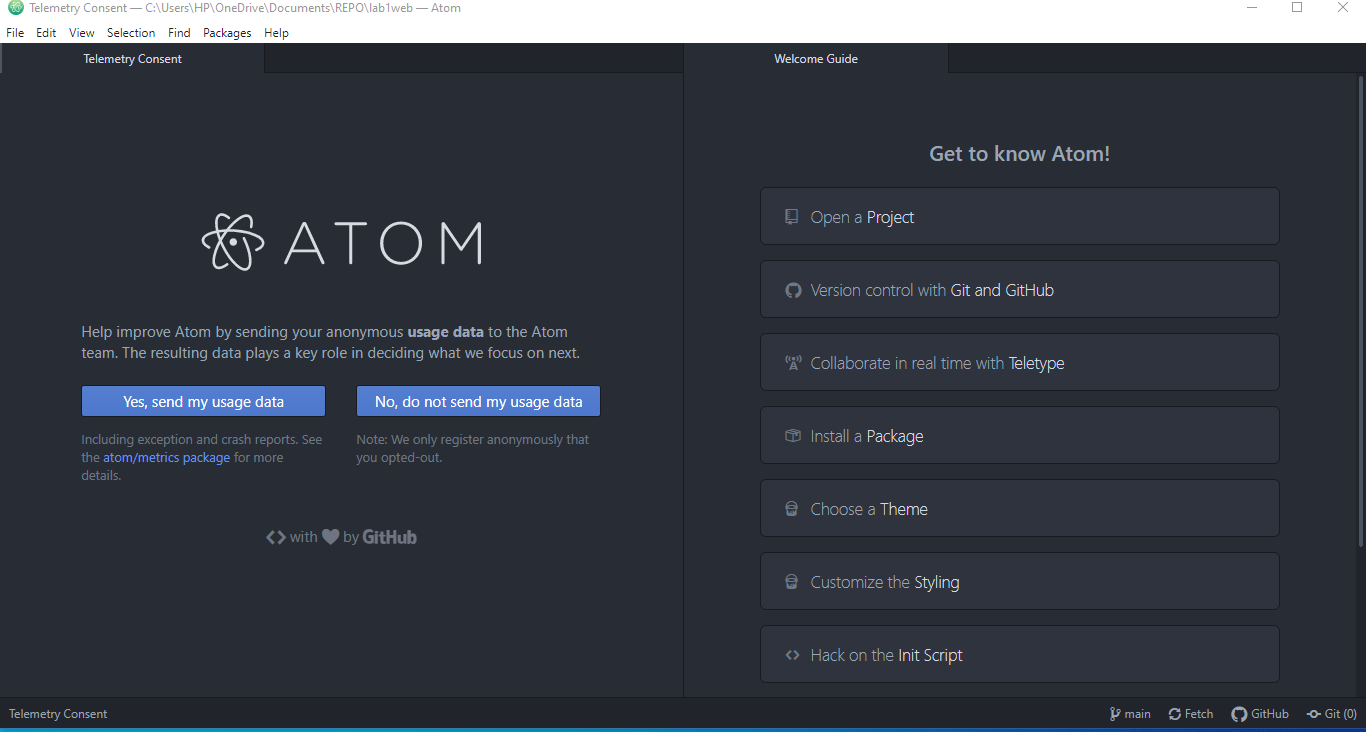 Telemetry Consent — C:\Users\HP\OneDrive\Documents\REPO\lab1web — Atom
File Edit View Selection Find Packages Help
Telemetry Consent
ATOM
Help improve Atom by sending your anonymous usage data to the Atom
team. The resulting data plays a key role in deciding what we focus on next.
Yes, send my usage data
Including exception and crash reports. See
the atom/metrics package for more
details.
No, do not send my usage data
Note: We only register anonymously that
you opted-out.
with by GitHub
Welcome Guide
Get to know Atom!
Open a Project
Version control with Git and GitHub
Collaborate in real time with Teletype
Install a Package
Choose a Theme
Customize the Styling
Hack on the Init Script
Telemetry Consent
main Fetch GitHub Git (0)